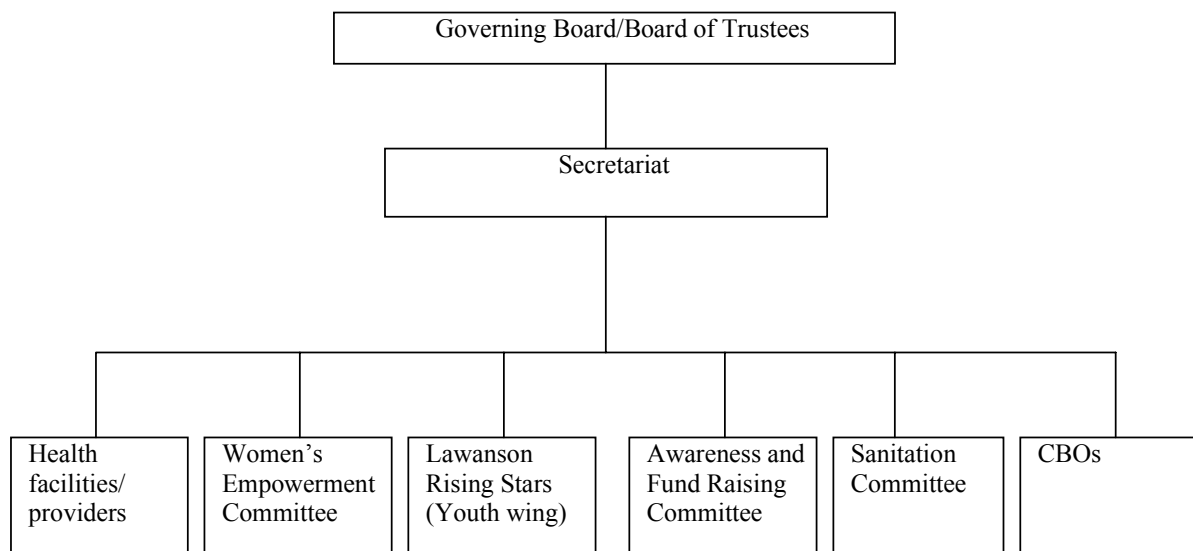 Governing Board/Board of Trustees
Secretariat
Health
facilities/
providers
Women’s
Empowerment
Committee
Lawanson
Rising Stars
(Youth wing)
Awareness and
Fund Raising
Committee
Sanitation
Committee
CBOs